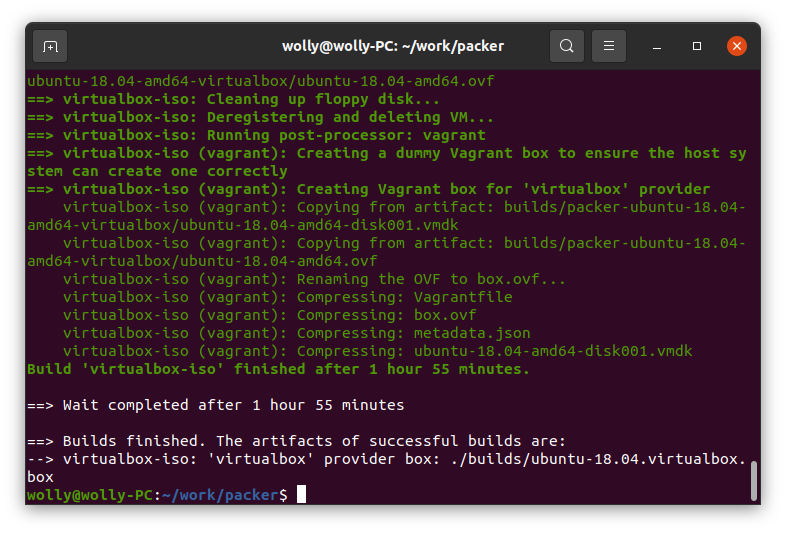 wolly@wolly-PC: ~/work/packer
ubuntu-18.04-amd64-virtualbox/ubuntu-18.04-amd64.ovf
==> virtualbox-iso: Cleaning up floppy disk...
==> virtualbox-iso: Deregistering and deleting VM...
==> virtualbox-iso: Running post-processor: vagrant
==> virtualbox-iso (vagrant): Creating a dummy Vagrant box to ensure the host sy
stem can create one correctly
==> virtualbox-iso (vagrant): Creating Vagrant box for 'virtualbox' provider
    virtualbox-iso (vagrant): Copying from artifact: builds/packer-ubuntu-18.04-
amd64-virtualbox/ubuntu-18.04-amd64-disk001.vmdk
    virtualbox-iso (vagrant): Copying from artifact: builds/packer-ubuntu-18.04-
amd64-virtualbox/ubuntu-18.04-amd64.ovf
    virtualbox-iso (vagrant): Renaming the OVF to box.ovf...
    virtualbox-iso (vagrant): Compressing: Vagrantfile
    virtualbox-iso (vagrant): Compressing: box.ovf
    virtualbox-iso (vagrant): Compressing: metadata.json
    virtualbox-iso (vagrant): Compressing: ubuntu-18.04-amd64-disk001.vmdk
Build 'virtualbox-iso' finished after 1 hour 55 minutes.
==> Wait completed after 1 hour 55 minutes
==> Builds finished. The artifacts of successful builds are:
--> virtualbox-iso: 'virtualbox' provider box: ./builds/ubuntu-18.04.virtualbox.
box
wolly@wolly-PC:~/work/packer$